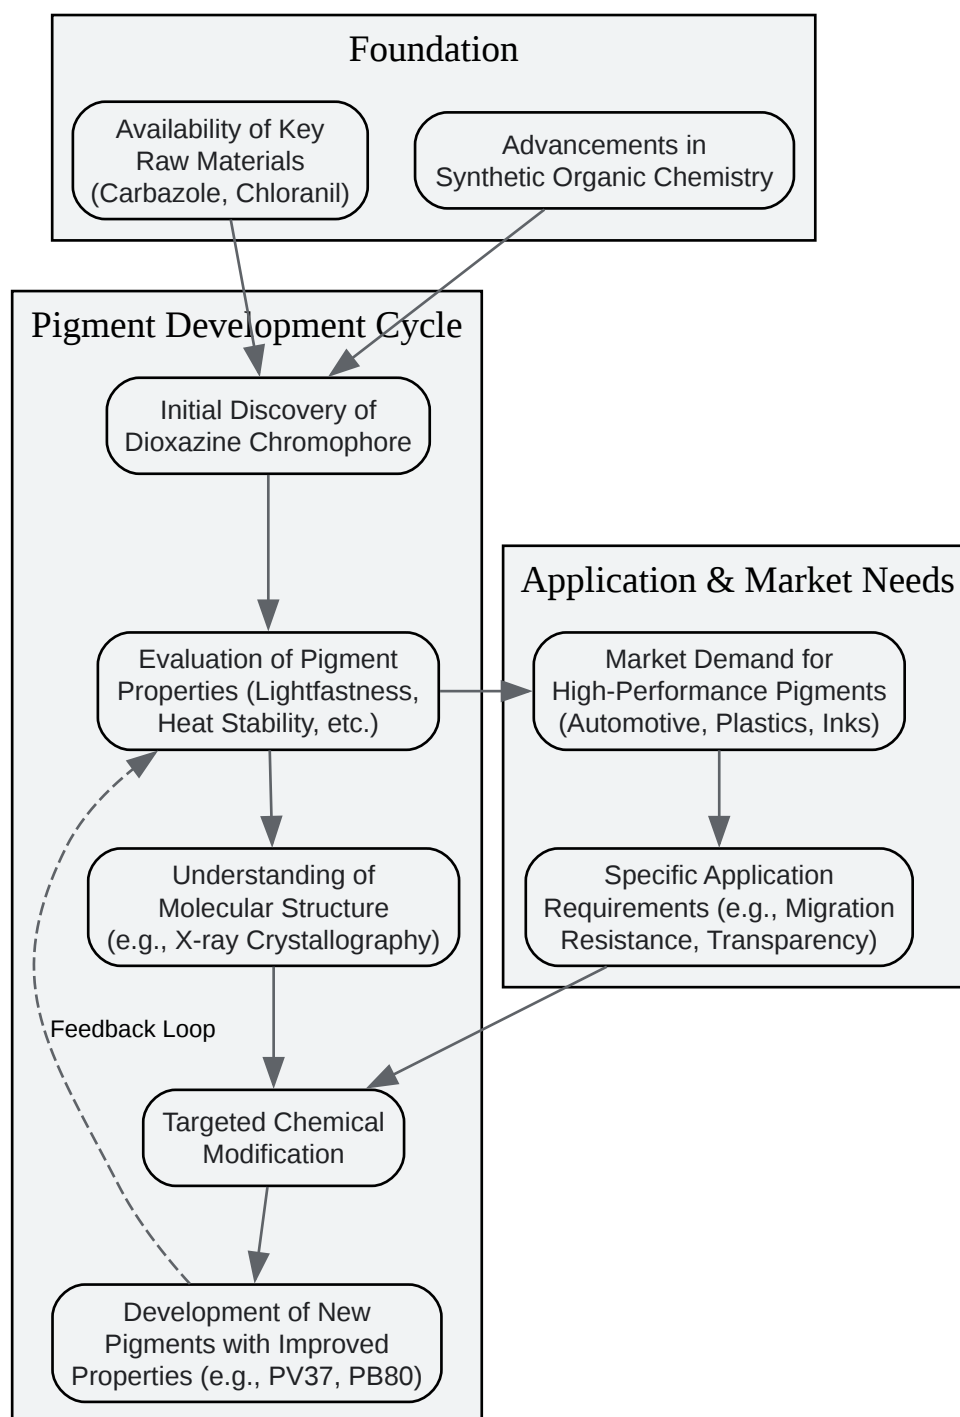 Foundation
Availability of Key
Raw Materials
(Carbazole, Chloranil)
Advancements in
Synthetic Organic Chemistry
Pigment Development Cycle
Initial Discovery of
Dioxazine Chromophore
Evaluation of Pigment
Properties (Lightfastness,
Heat Stability, etc.)
Understanding of
Molecular Structure
(e.g., X-ray Crystallography)
Feedback Loop
Targeted Chemical
Modification
Development of New
Pigments with Improved
Properties (e.g., PV37, PB80)
Application & Market Needs
Market Demand for
High-Performance Pigments
(Automotive, Plastics, Inks)
Specific Application
Requirements (e.g., Migration
Resistance, Transparency)